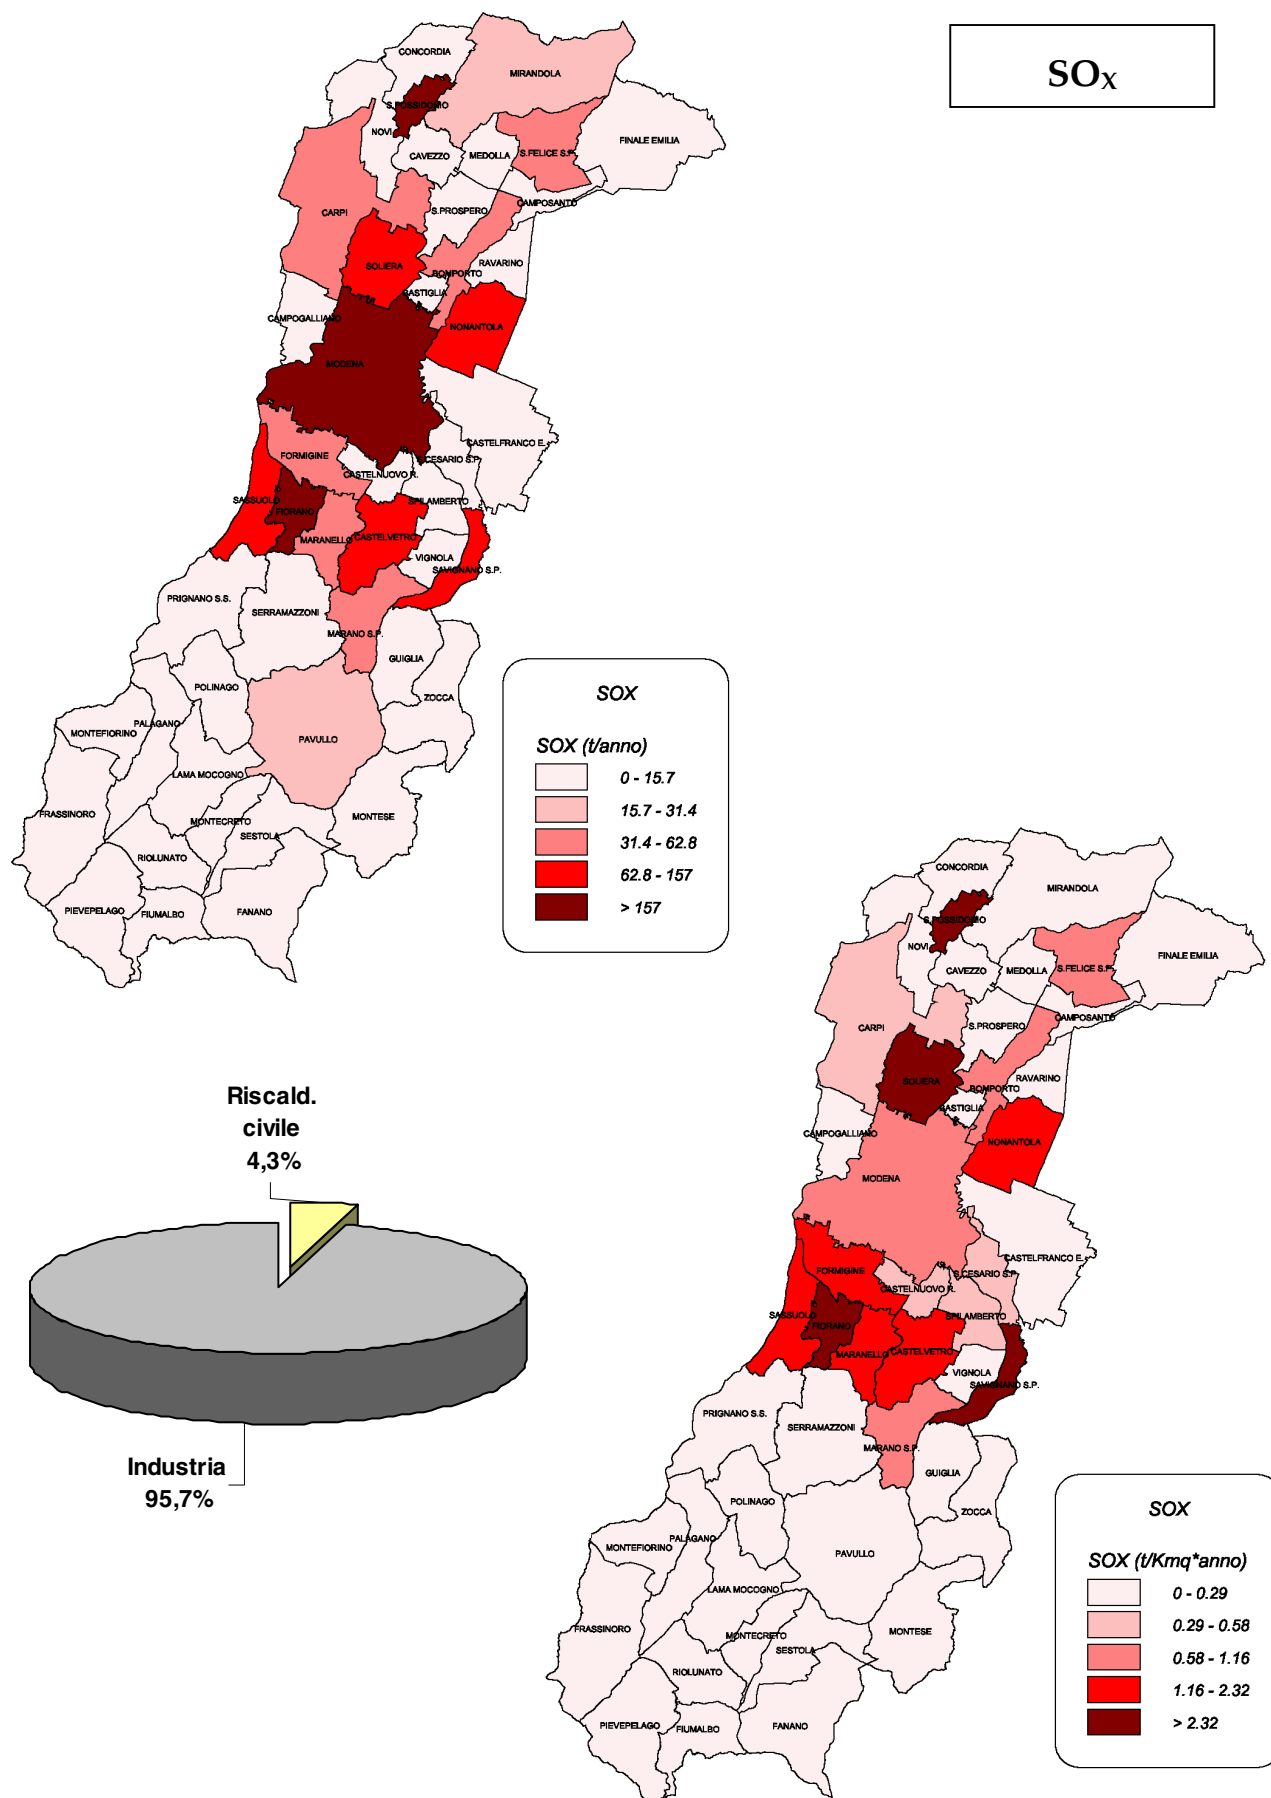 SOX
CONCORDIA
MIRANDOLA
S.POSSIDONIO
NOVI
CAVEZZO
MEDOLLA
S.FELICE S.P.
FINALE EMILIA
CARPI
S.PROSPERO
CAMPOSANTO
SOLIERA
BOMPORTO
RAVARINO
BASTIGLIA
CAMPOGALLIANO
NONANTOLA
MODENA
CASTELFRANCO E.
FORMIGINE
S.CESARIO S.P.
CASTELNUOVO R.
SASSUOLO
SPILAMBERTO
FIORANO
MARANELLO
CASTELVETRO
VIGNOLA
SAVIGNANO S.P.
PRIGNANO S.S.
SERRAMAZZONI
MARANO S.P.
GUIGLIA
POLINAGO
ZOCCA
PALAGANO
MONTEFIORINO
PAVULLO
LAMA MOCOGNO
FRASSINORO
MONTECRETO
SESTOLA
MONTESE
RIOLUNATO
PIEVEPELAGO
FIUMALBO
FANANO
SOX
SOX (t/anno)
0 - 15.7
15.7 - 31.4
31.4 - 62.8
62.8 - 157
> 157
Riscald.
civile
4,3%
Industria
95,7%
CONCORDIA
MIRANDOLA
S.POSSIDONIO
NOVI
CAVEZZO
MEDOLLA
S.FELICE S.P.
FINALE EMILIA
CARPI
S.PROSPERO
CAMPOSANTO
SOLIERA
BOMPORTO
RAVARINO
BASTIGLIA
CAMPOGALLIANO
NONANTOLA
MODENA
CASTELFRANCO E.
FORMIGINE
S.CESARIO S.P.
CASTELNUOVO R.
SASSUOLO
SPILAMBERTO
FIORANO
MARANELLO
CASTELVETRO
VIGNOLA
SAVIGNANO S.P.
PRIGNANO S.S.
SERRAMAZZONI
MARANO S.P.
GUIGLIA
POLINAGO
ZOCCA
PALAGANO
MONTEFIORINO
PAVULLO
LAMA MOCOGNO
FRASSINORO
MONTECRETO
SESTOLA
MONTESE
RIOLUNATO
PIEVEPELAGO
FIUMALBO
FANANO
SOX
SOX (t/Kmq*anno)
0 - 0.29
0.29 - 0.58
0.58 - 1.16
1.16 - 2.32
> 2.32